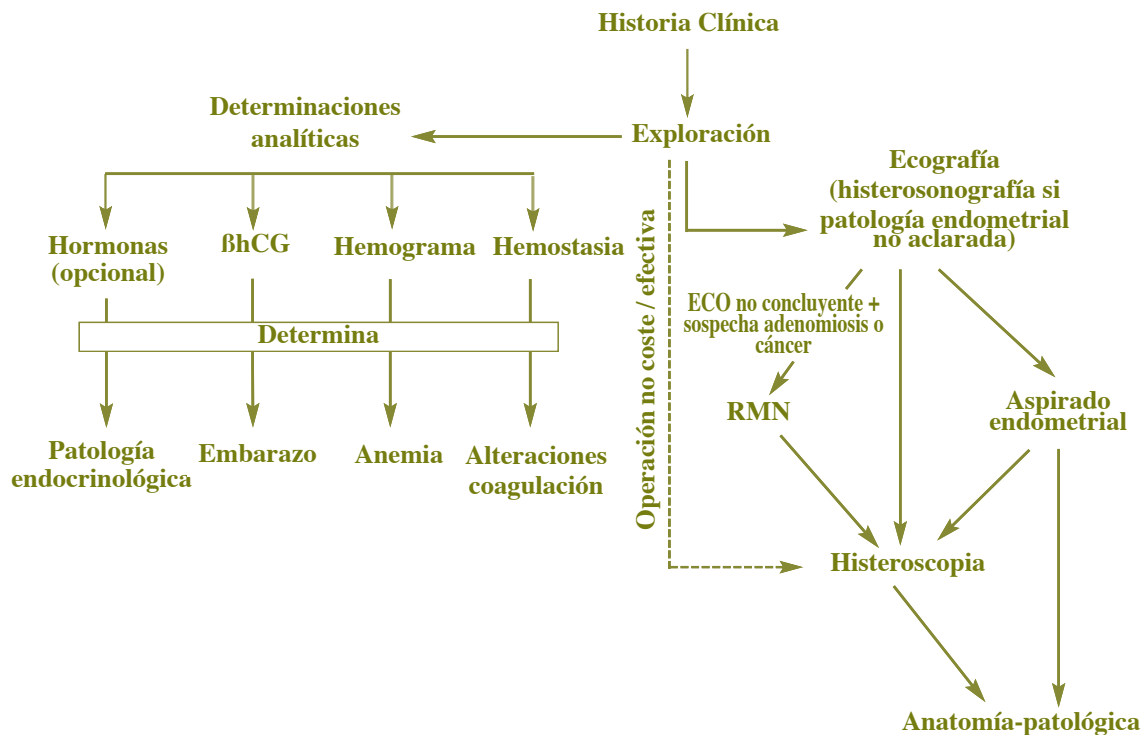 Historia Clínica
Determinaciones
analíticas
Exploración
Ecografía
(histerosonografía si
patología endometrial
no aclarada)
Hormonas
(opcional)
ßhCG
Hemograma
Hemostasia
Operación no coste / efectiva
ECO no concluyente +
sospecha adenomiosis o
cáncer
Determina
RMN
Aspirado
endometrial
Patología
endocrinológica
Embarazo
Anemia
Alteraciones
coagulación
Histeroscopia
Anatomía-patológica